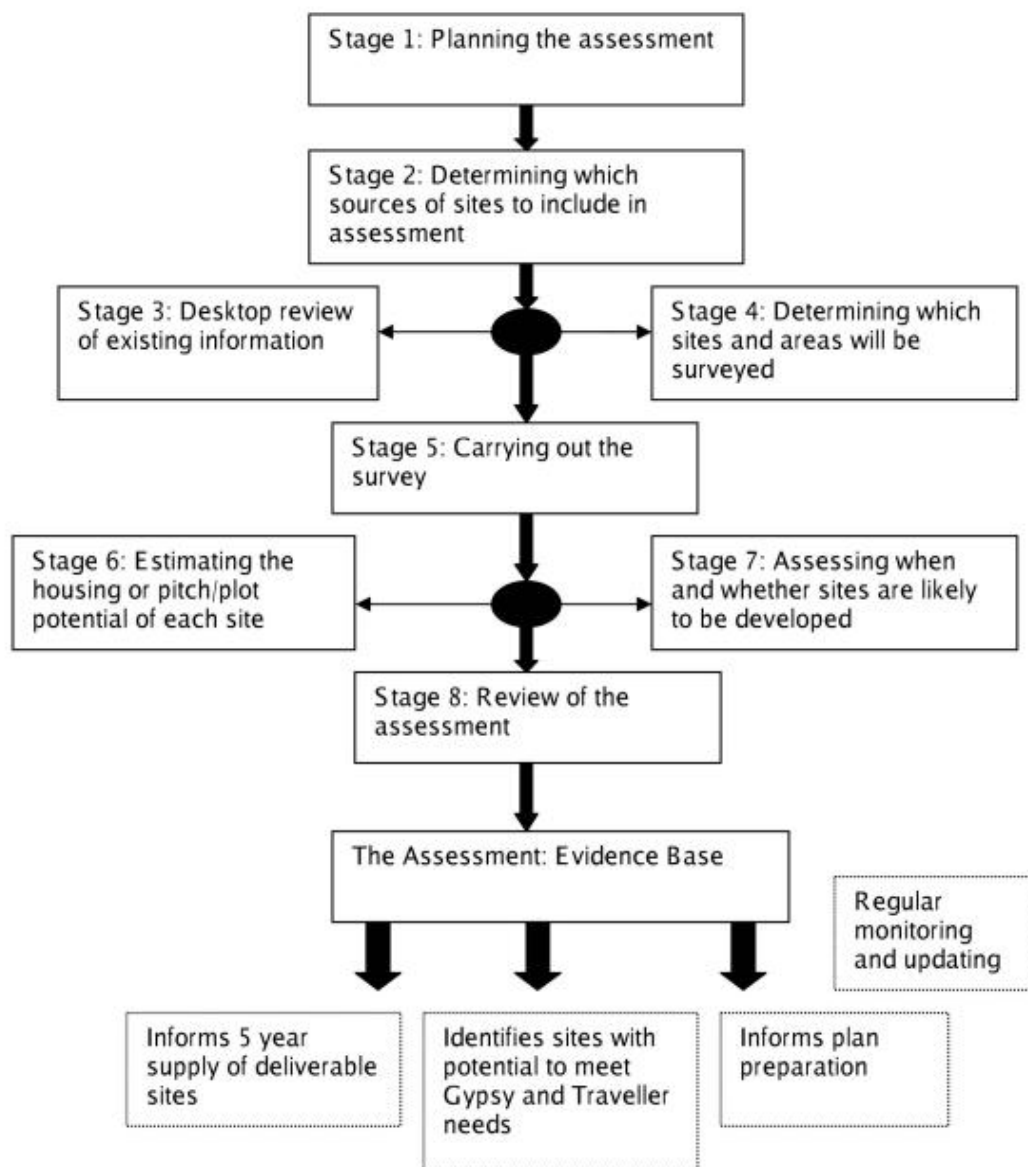 Stage 1: Planning the assessment
Stage 2: Determining which
sources of sites to include in
assessment
Stage 3: Desktop review
of existing information
Stage 4: Determining which
sites and areas will be
surveyed
Stage 5: Carrying out the
survey
Stage 6: Estimating the
housing or pitch/plot
potential of each site
Stage 7: Assessing when
and whether sites are likely
to be developed
Stage 8: Review of the
assessment
The Assessment: Evidence Base
Regular
monitoring
and updating
Informs 5 year
supply of deliverable
sites
Identifies sites with
potential to meet
Gypsy and Traveller
needs
Informs plan
preparation